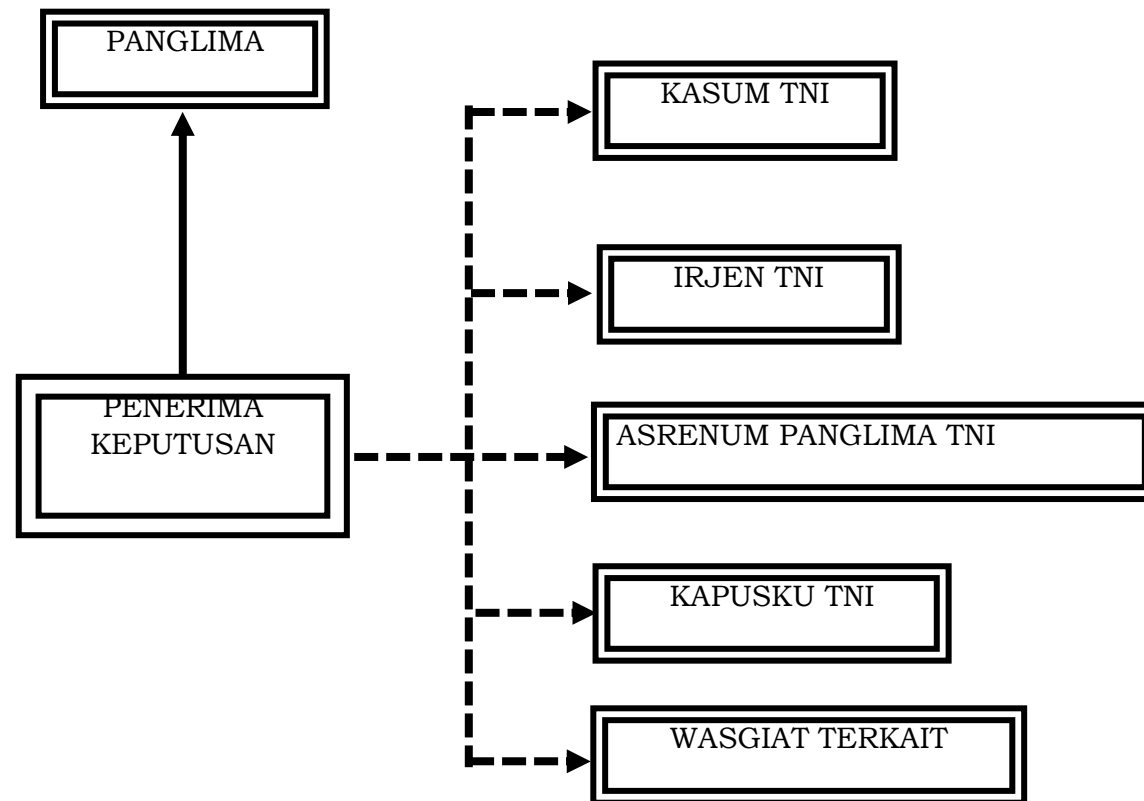 PANGLIMA
KASUM TNI
IRJEN TNI
PENERIMA
KEPUTUSAN
ASRENUM PANGLIMA TNI
KAPUSKU TNI
WASGIAT TERKAIT